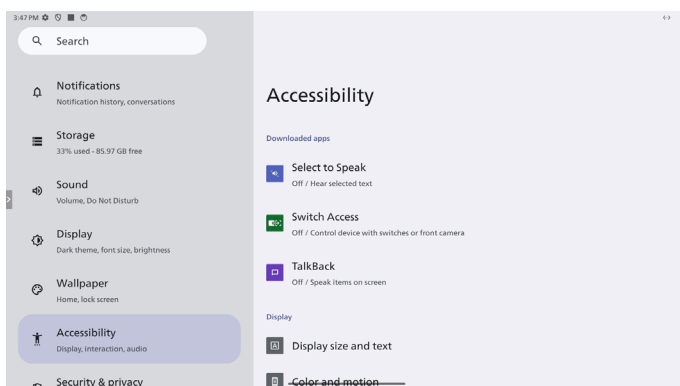 3:47 PM
Search
Notifications
Notification history, conversations
Storage
33% used - 85.97 GB free
Sound
Volume, Do Not Disturb
Display
Dark theme, font size, brightness
Wallpaper
Home, lock screen
Accessibility
Display, interaction, audio
Security & privacy
Accessibility
Downloaded apps
Select to Speak
Off / Hear selected text
Switch Access
Off / Control device with switches or front camera
TalkBack
Off / Speak items on screen
Display
Display size and text
Color and motion